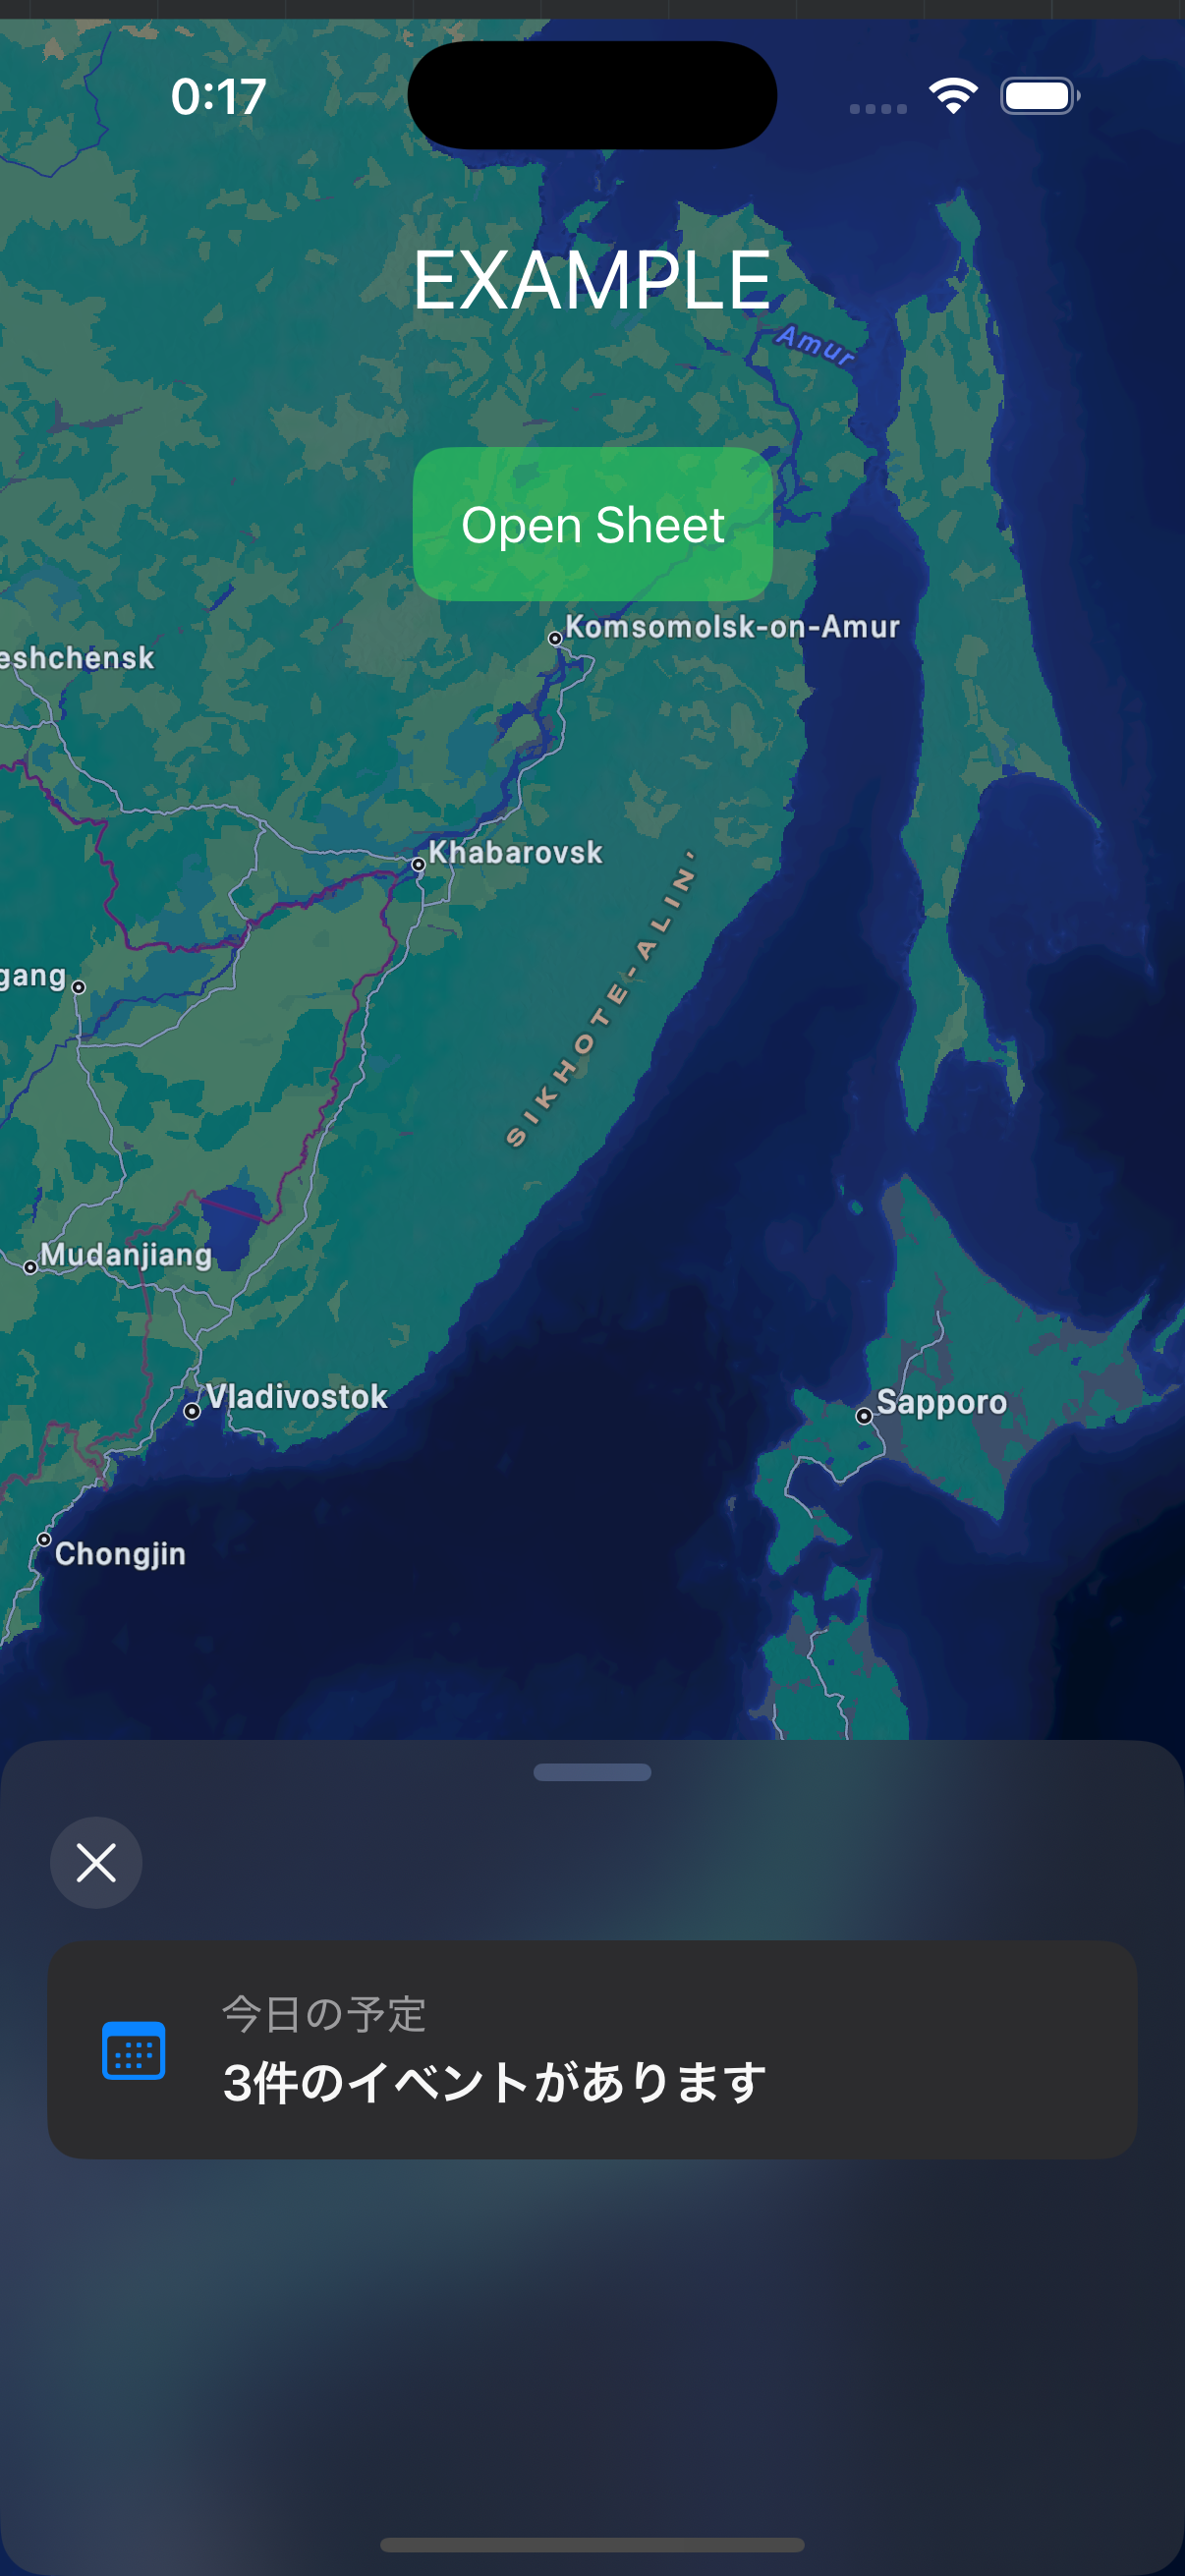 0:17
EXAMPLE
Amur
Open Sheet
Komsomolsk-on-Amur
eshchensk
Khabarovsk
SIKHOTE-ALIN'
gang
Mudanjiang
Vladivostok
Sapporo
Chongjin
今日の予定
3件のイベントがあります